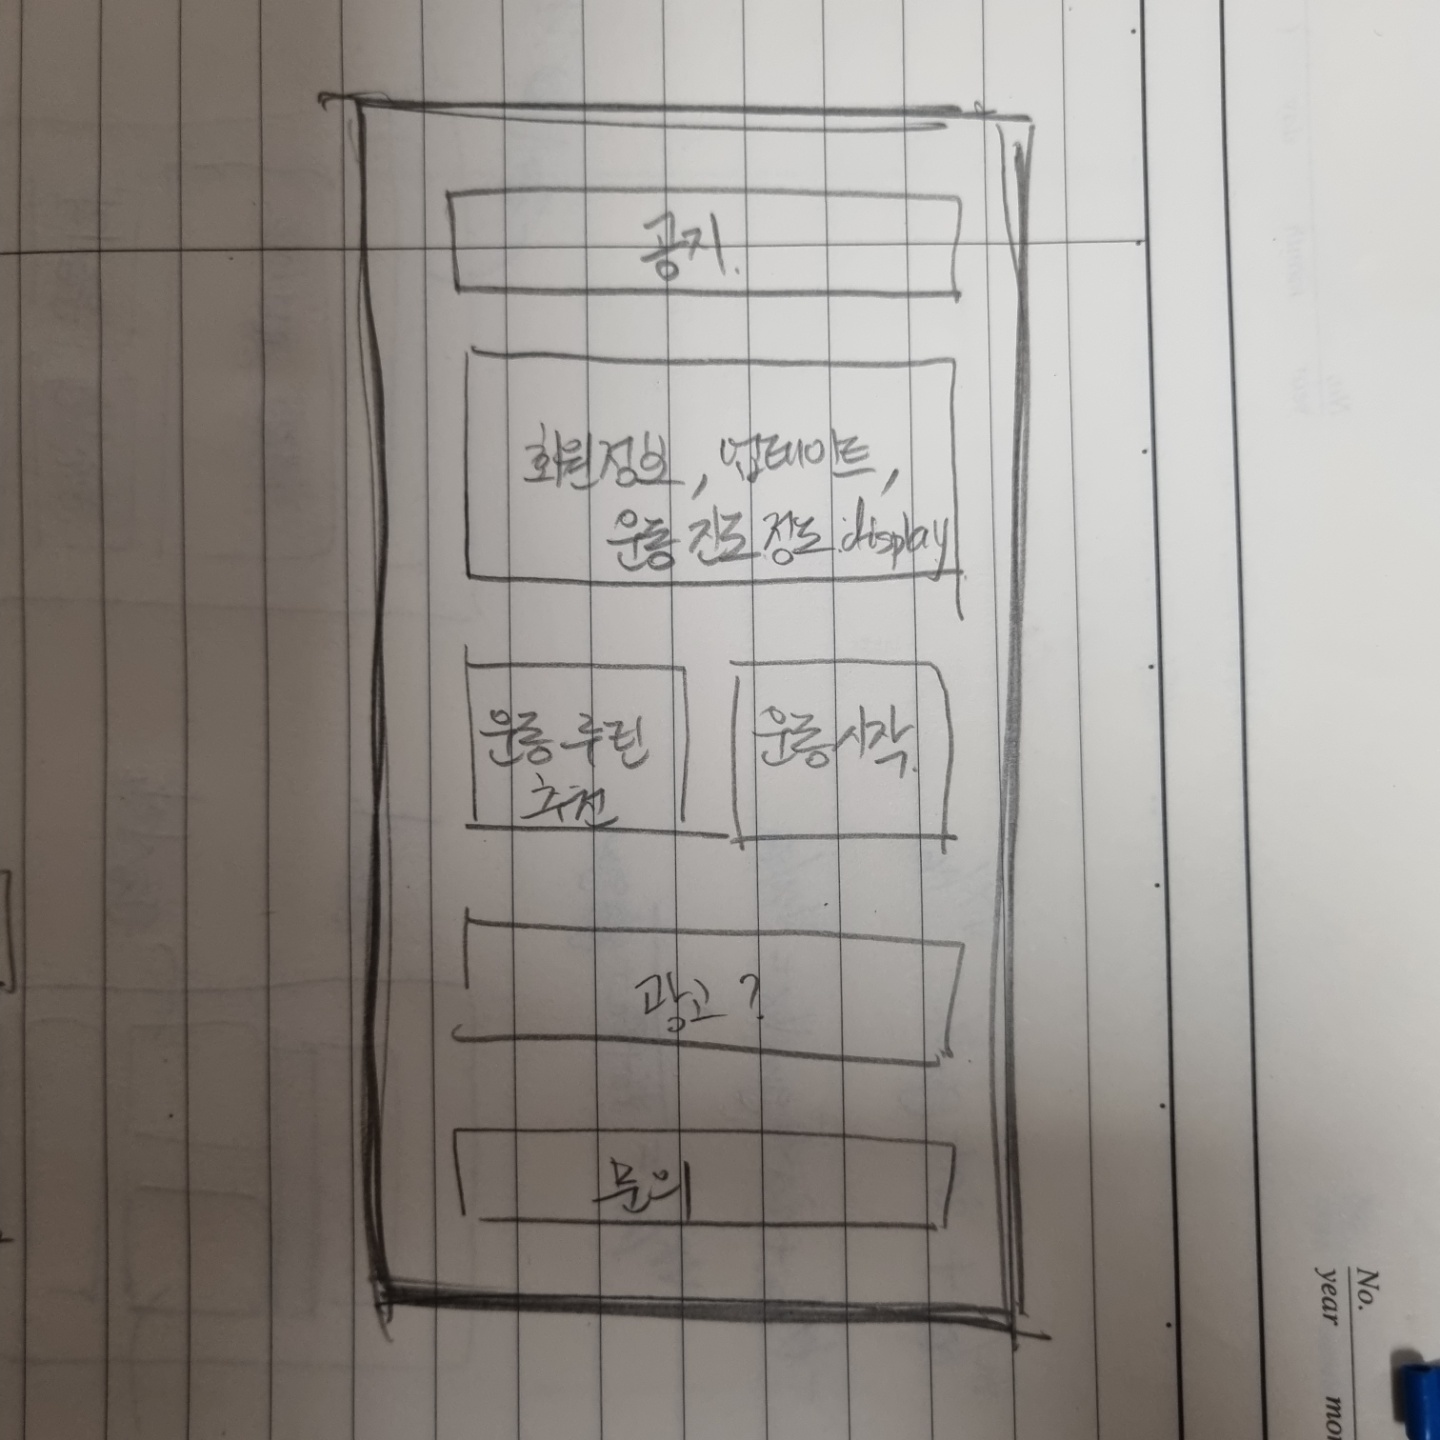 공지.
회원정보, 업데이트,
운동 진도 정도 display
운동 루틴
추천
운동시작.
광고?
문의
No.
year